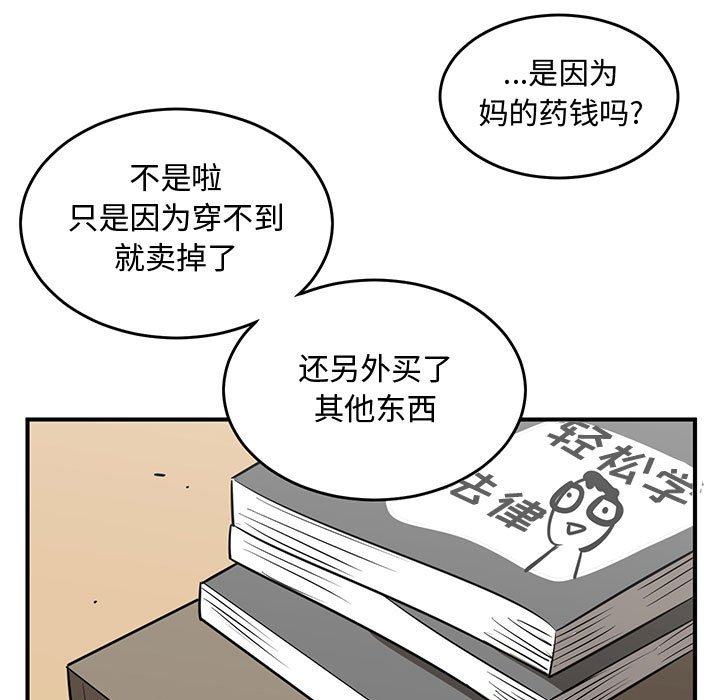 …是因为
妈的药钱吗?
不是啦
只是因为穿不到
就卖掉了
还另外买了
其他东西
轻松学
法律